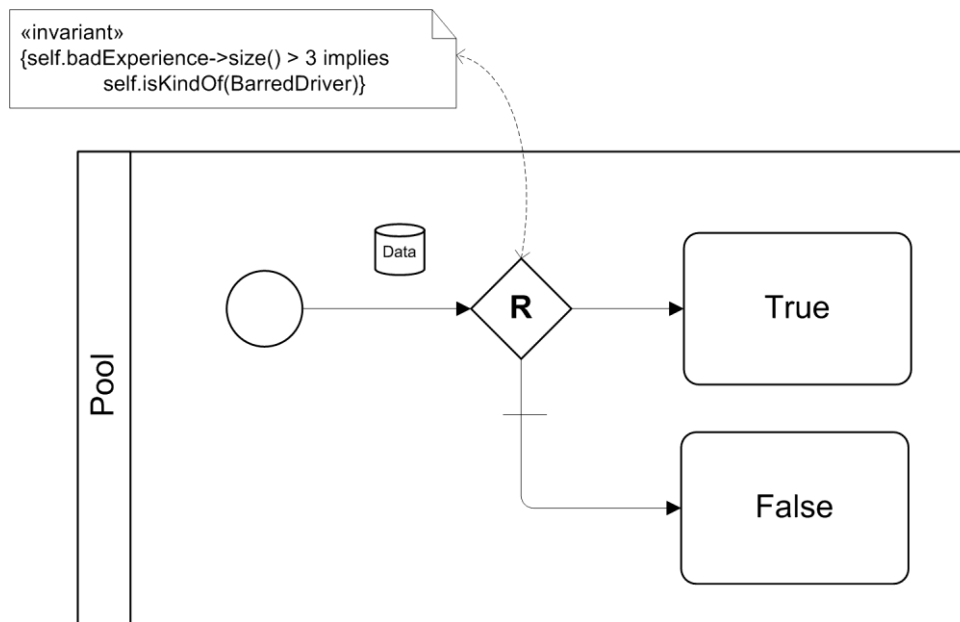 «invariant»
{self.badExperience->size() > 3 implies
self.isKindOf(BarredDriver)}
Data
R
True
Pool
False